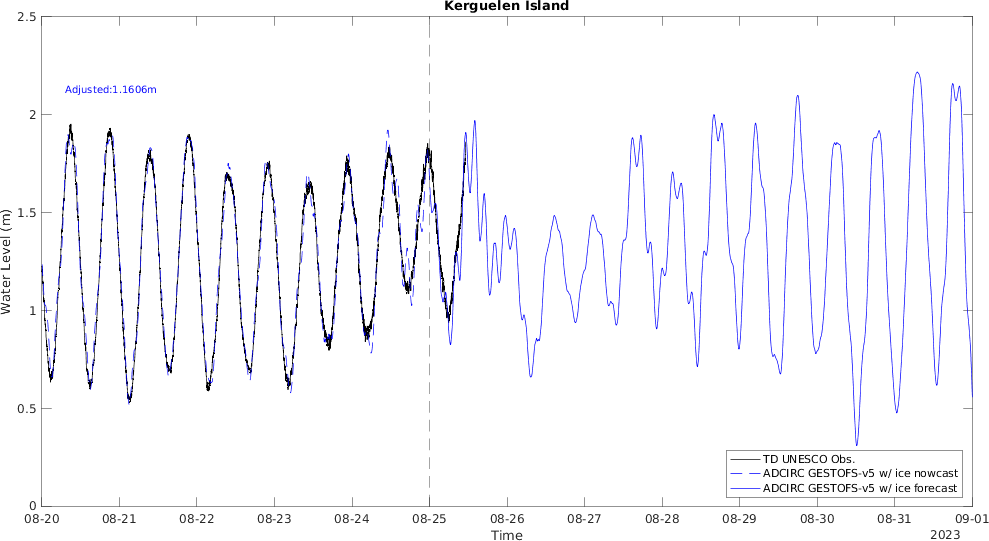 Kerguelen Island
2.5
2
1.5
1
0.5
0
Water Level (m)
Adjusted:1.1606m
TD UNESCO Obs.
ADCIRC GESTOFS-v5 w/ ice nowcast
ADCIRC GESTOFS-v5 w/ ice forecast
08-20 08-21 08-22 08-23 08-24 08-25 08-26 08-27 08-28 08-29 08-30 08-31 09-01
Time
2023